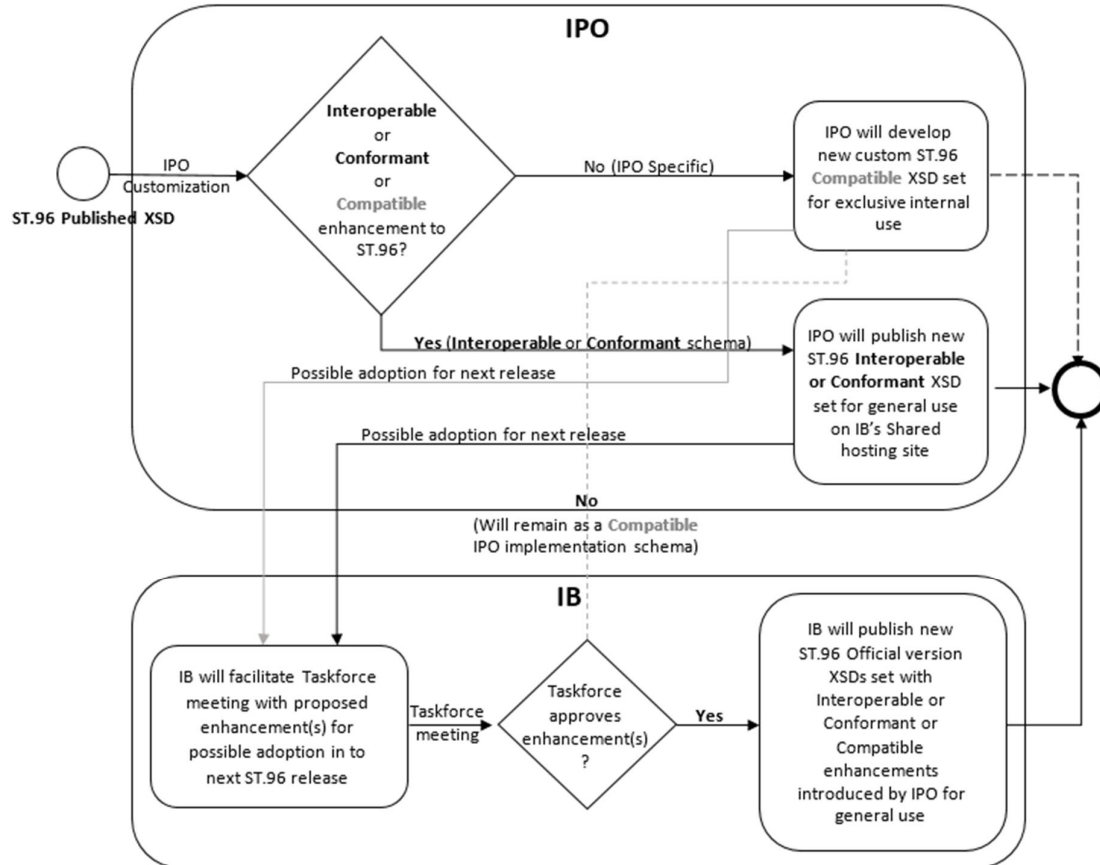 IPO
Interoperable
or
Conformant
or
Compatible
enhancement to
ST.96?
IPO
Customization
ST.96 Published XSD
No (IPO Specific)
IPO will develop
new custom ST.96
Compatible XSD set
for exclusive internal
use
Yes (Interoperable or Conformant schema)
IPO will publish new
ST.96 Interoperable
or Conformant XSD
set for general use
on IB's Shared
hosting site
Possible adoption for next release
Possible adoption for next release
No
(Will remain as a Compatible
IPO implementation schema)
IB
IB will facilitate Taskforce
meeting with proposed
enhancement(s) for
possible adoption in to
next ST.96 release
Taskforce
meeting
Taskforce
approves
enhancement(s)
?
Yes
IB will publish new
ST.96 Official version
XSDs set with
Interoperable or
Conformant or
Compatible
enhancements
introduced by IPO for
general use